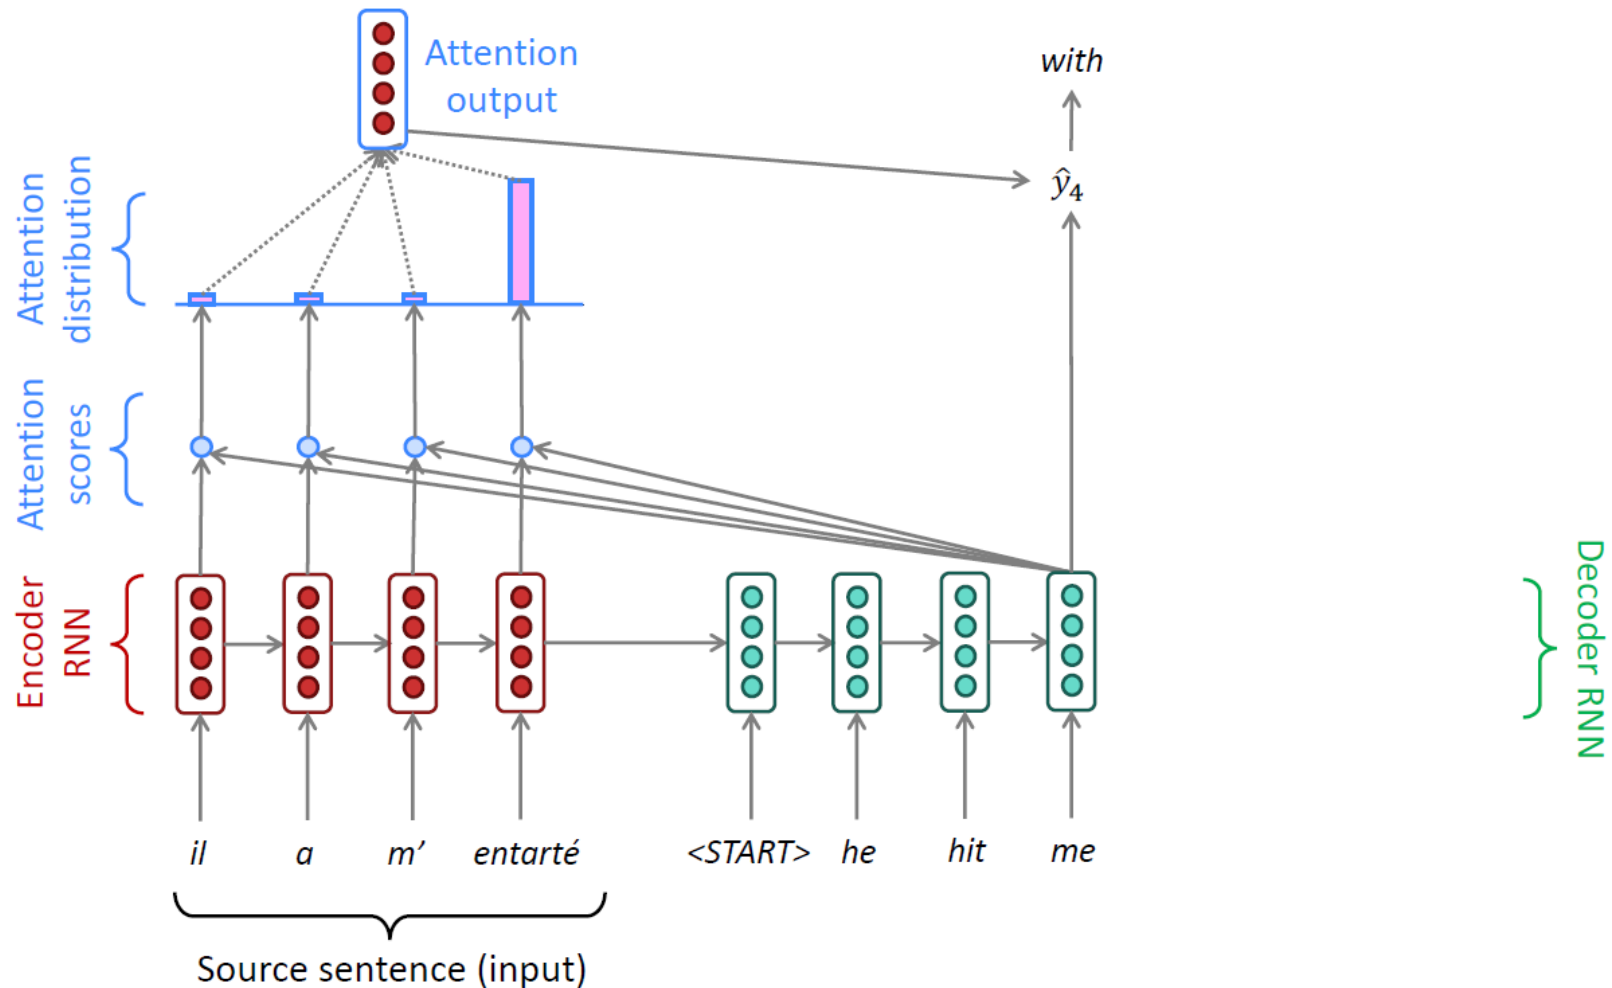 Attention
output
with
ŷ4
Attention
distribution
Attention
scores
Encoder
RNN
Decoder RNN
il a m’ entarté <START> he hit me
Source sentence (input)